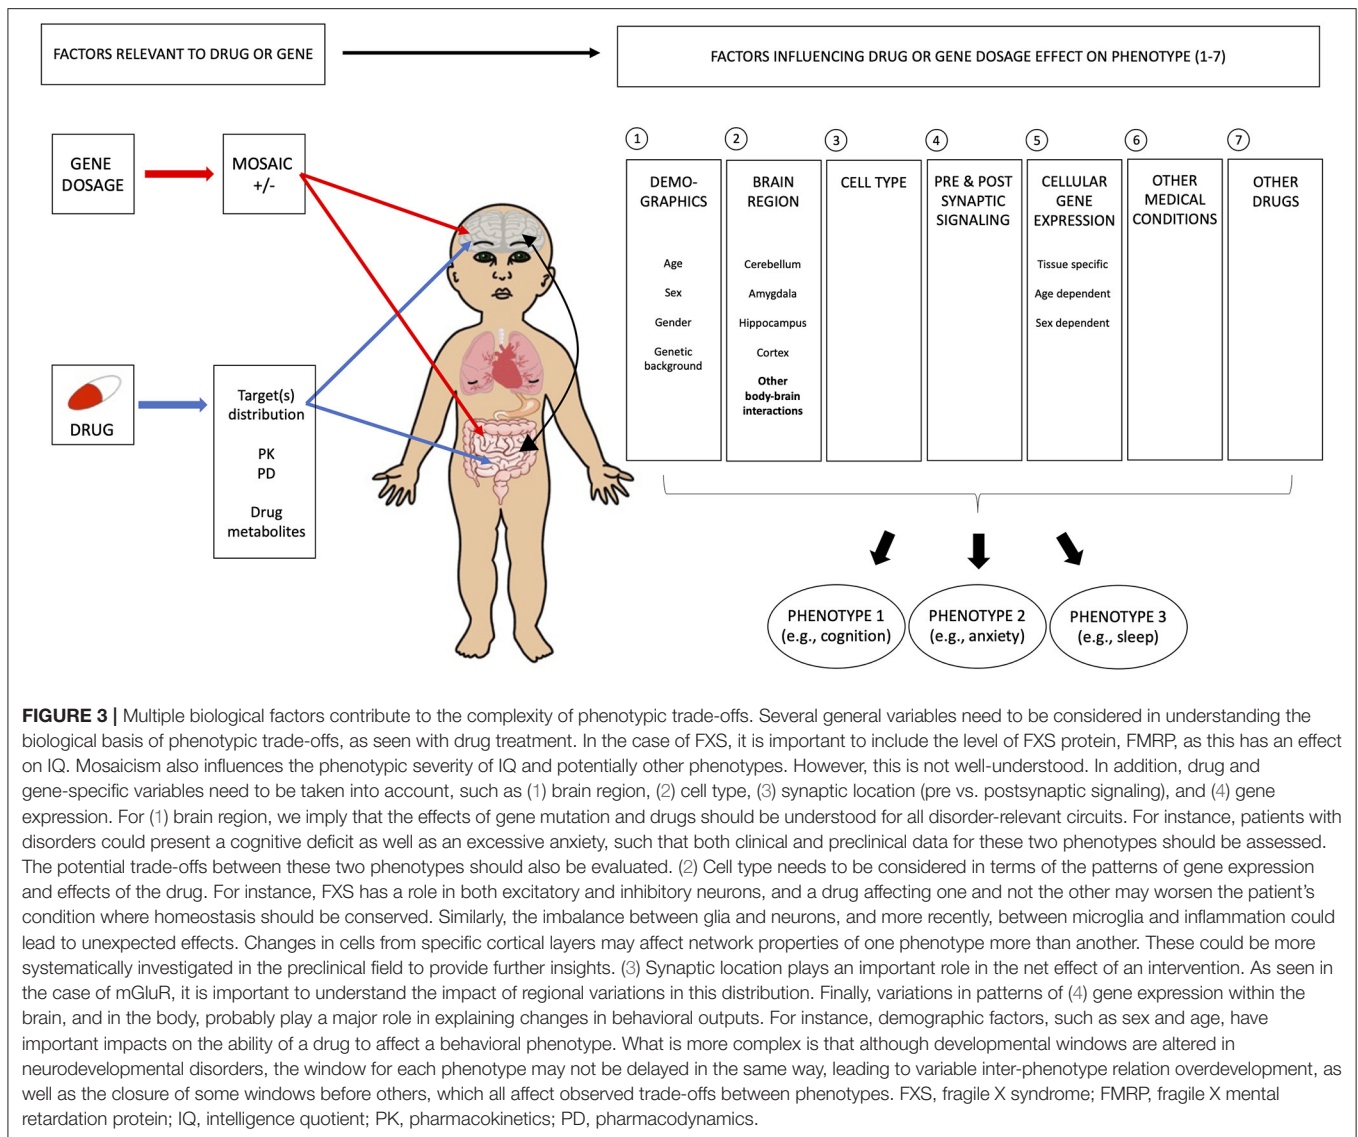 FACTORS RELEVANT TO DRUG OR GENE
FACTORS INFLUENCING DRUG OR GENE DOSAGE EFFECT ON PHENOTYPE (1-7)
GENE
DOSAGE
MOSAIC
+/-
DRUG
Target(s)
distribution
PK
PD
Drug
metabolites
1
DEMO-
GRAPHICS
Age
Sex
Gender
Genetic
background
2
BRAIN
REGION
Cerebellum
Amygdala
Hippocampus
Cortex
Other
body-brain
interactions
3
CELL TYPE
4
PRE & POST
SYNAPTIC
SIGNALING
5
CELLULAR
GENE
EXPRESSION
Tissue specific
Age dependent
Sex dependent
6
OTHER
MEDICAL
CONDITIONS
7
OTHER
DRUGS
PHENOTYPE 1
(e.g., cognition)
PHENOTYPE 2
(e.g., anxiety)
PHENOTYPE 3
(e.g., sleep)
FIGURE 3 | Multiple biological factors contribute to the complexity of phenotypic trade-offs. Several general variables need to be considered in understanding the
biological basis of phenotypic trade-offs, as seen with drug treatment. In the case of FXS, it is important to include the level of FXS protein, FMRP, as this has an effect
on IQ. Mosaicism also influences the phenotypic severity of IQ and potentially other phenotypes. However, this is not well-understood. In addition, drug and
gene-specific variables need to be taken into account, such as (1) brain region, (2) cell type, (3) synaptic location (pre vs. postsynaptic signaling), and (4) gene
expression. For (1) brain region, we imply that the effects of gene mutation and drugs should be understood for all disorder-relevant circuits. For instance, patients with
disorders could present a cognitive deficit as well as an excessive anxiety, such that both clinical and preclinical data for these two phenotypes should be assessed.
The potential trade-offs between these two phenotypes should also be evaluated. (2) Cell type needs to be considered in terms of the patterns of gene expression
and effects of the drug. For instance, FXS has a role in both excitatory and inhibitory neurons, and a drug affecting one and not the other may worsen the patient's
condition where homeostasis should be conserved. Similarly, the imbalance between glia and neurons, and more recently, between microglia and inflammation could
lead to unexpected effects. Changes in cells from specific cortical layers may affect network properties of one phenotype more than another. These could be more
systematically investigated in the preclinical field to provide further insights. (3) Synaptic location plays an important role in the net effect of an intervention. As seen in
the case of mGluR, it is important to understand the impact of regional variations in this distribution. Finally, variations in patterns of (4) gene expression within the
brain, and in the body, probably play a major role in explaining changes in behavioral outputs. For instance, demographic factors, such as sex and age, have
important impacts on the ability of a drug to affect a behavioral phenotype. What is more complex is that although developmental windows are altered in
neurodevelopmental disorders, the window for each phenotype may not be delayed in the same way, leading to variable inter-phenotype relation overdevelopment, as
well as the closure of some windows before others, which all affect observed trade-offs between phenotypes. FXS, fragile X syndrome; FMRP, fragile X mental
retardation protein; IQ, intelligence quotient; PK, pharmacokinetics; PD, pharmacodynamics.